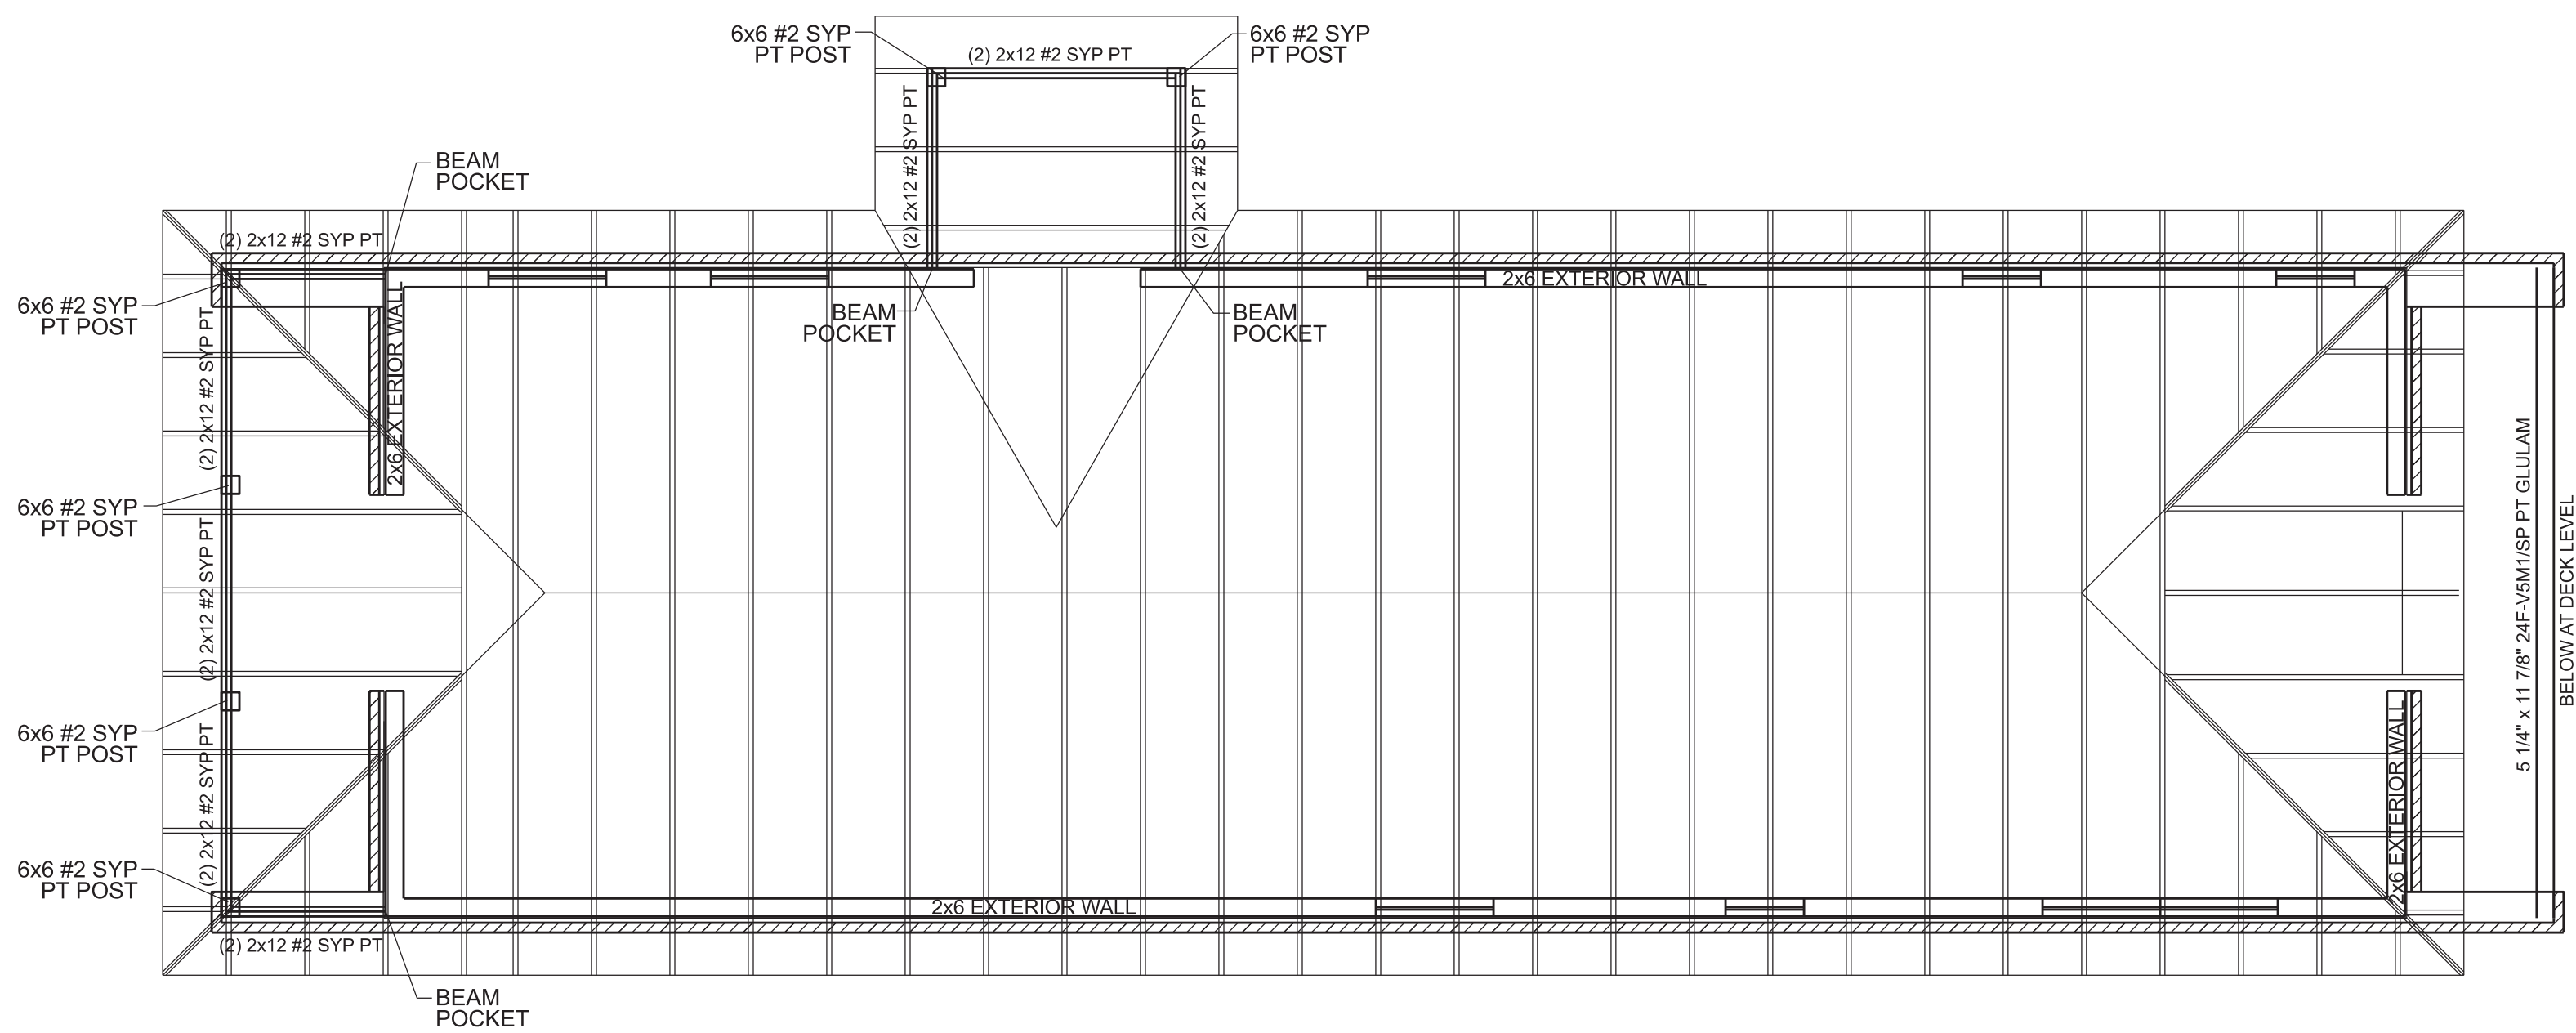 6x6 #2 SYP
PT POST
(2) 2x12 #2 SYP PT
6x6 #2 SYP
PT POST
(2) 2x12 #2 SYP PT
(2) 2x12 #2 SYP PT
BEAM
POCKET
(2) 2x12 #2 SYP PT
6x6 #2 SYP
PT POST
2x6 EXTERIOR WALL
BEAM
POCKET
BEAM
POCKET
2x6 EXTERIOR WALL
(2) 2x12 #2 SYP PT
6x6 #2 SYP
PT POST
(2) 2x12 #2 SYP PT
5 1/4" x 11 7/8" 24F-V5M1/SP PT GLULAM
BELOW AT DECK LEVEL
6x6 #2 SYP
PT POST
(2) 2x12 #2 SYP PT
2x6 EXTERIOR WALL
6x6 #2 SYP
PT POST
2x6 EXTERIOR WALL
(2) 2x12 #2 SYP PT
BEAM
POCKET